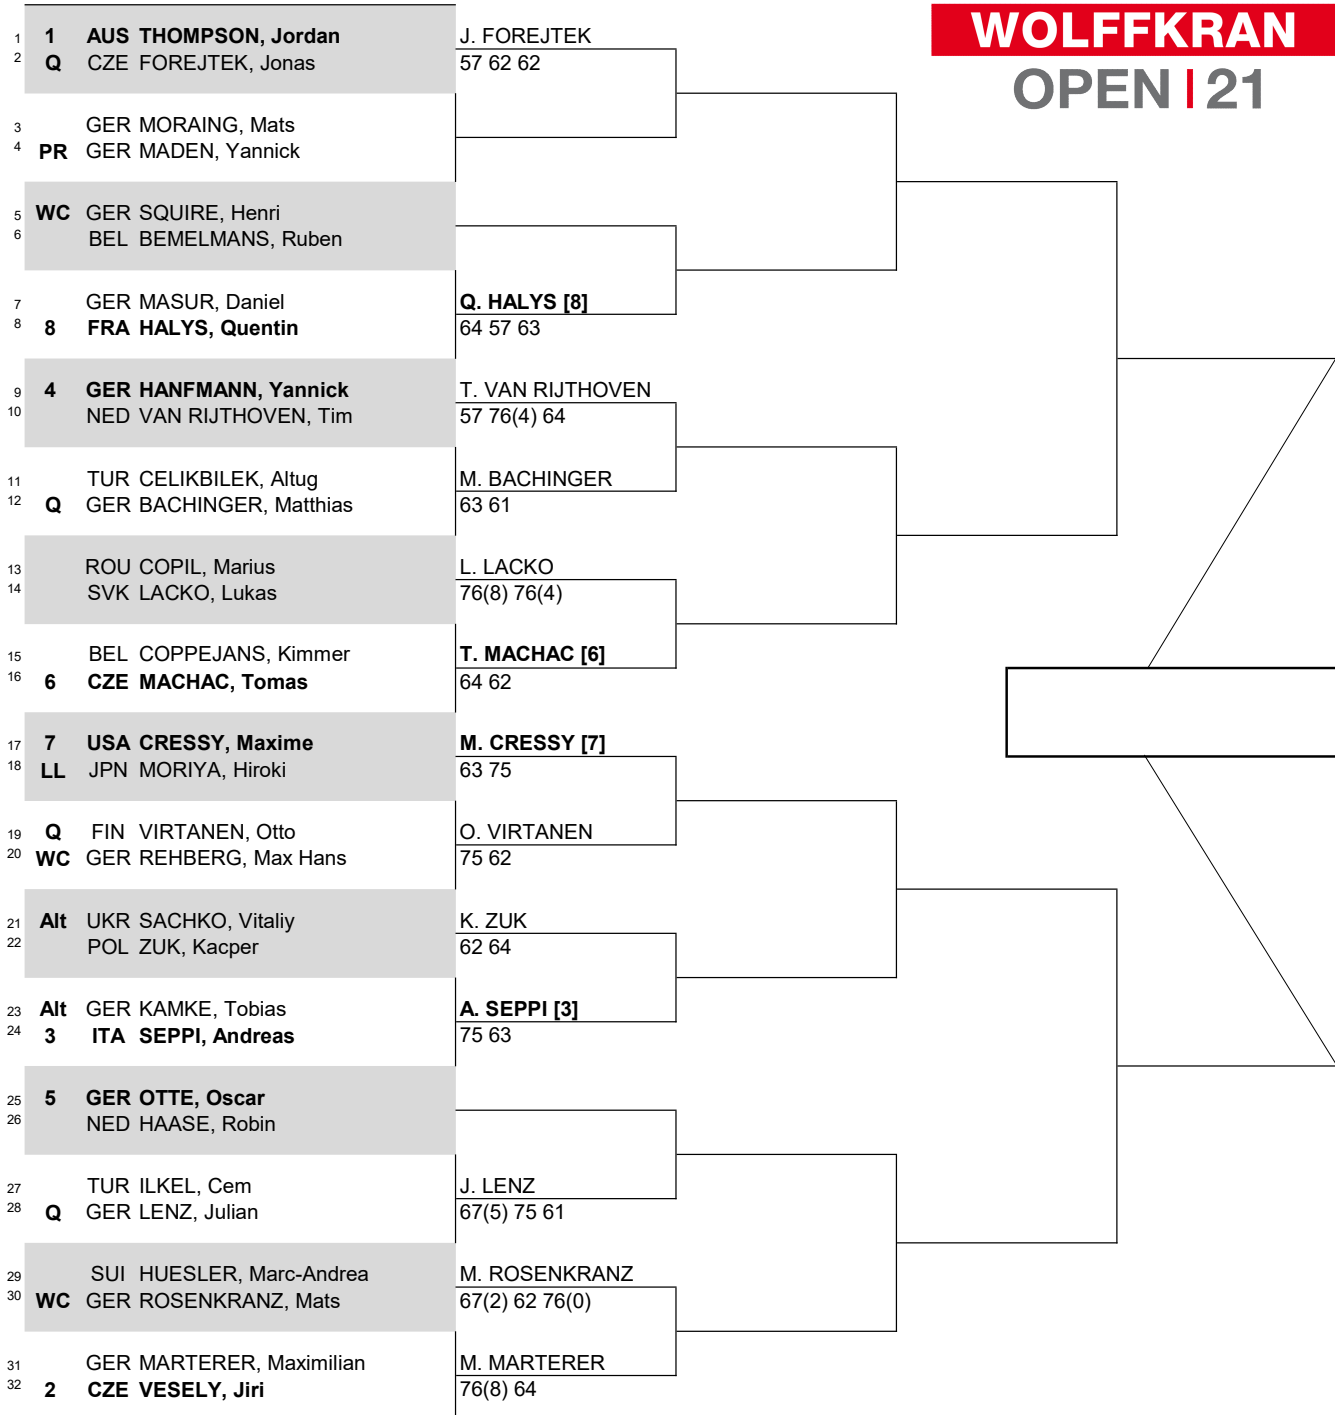 WOLFFKRAN
OPEN | 21
1 1 AUS THOMPSON, Jordan J. FOREJTEK
2 Q CZE FOREJTEK, Jonas 57 62 62
3 GER MORAING, Mats
4 PR GER MADEN, Yannick
5 WC GER SQUIRE, Henri
6 BEL BEMELMANS, Ruben
7 GER MASUR, Daniel Q. HALYS [8]
8 8 FRA HALYS, Quentin 64 57 63
9 4 GER HANFMANN, Yannick T. VAN RIJTHOVEN
10 NED VAN RIJTHOVEN, Tim 57 76(4) 64
11 TUR CELIKBILEK, Altug M. BACHINGER
12 Q GER BACHINGER, Matthias 63 61
13 ROU COPIL, Marius L. LACKO
14 SVK LACKO, Lukas 76(8) 76(4)
15 BEL COPPEJANS, Kimmer T. MACHAC [6]
16 6 CZE MACHAC, Tomas 64 62
17 7 USA CRESSY, Maxime M. CRESSY [7]
18 LL JPN MORIYA, Hiroki 63 75
19 Q FIN VIRTANEN, Otto O. VIRTANEN
20 WC GER REHBERG, Max Hans 75 62
21 Alt UKR SACHKO, Vitaliy K. ZUK
22 POL ZUK, Kacper 62 64
23 Alt GER KAMKE, Tobias A. SEPPI [3]
24 3 ITA SEPPI, Andreas 75 63
25 5 GER OTTE, Oscar
26 NED HAASE, Robin
27 TUR ILKEL, Cem J. LENZ
28 Q GER LENZ, Julian 67(5) 75 61
29 SUI HUESLER, Marc-Andrea M. ROSENKRANZ
30 WC GER ROSENKRANZ, Mats 67(2) 62 76(0)
31 GER MARTERER, Maximilian M. MARTERER
32 2 CZE VESELY, Jiri 76(8) 64